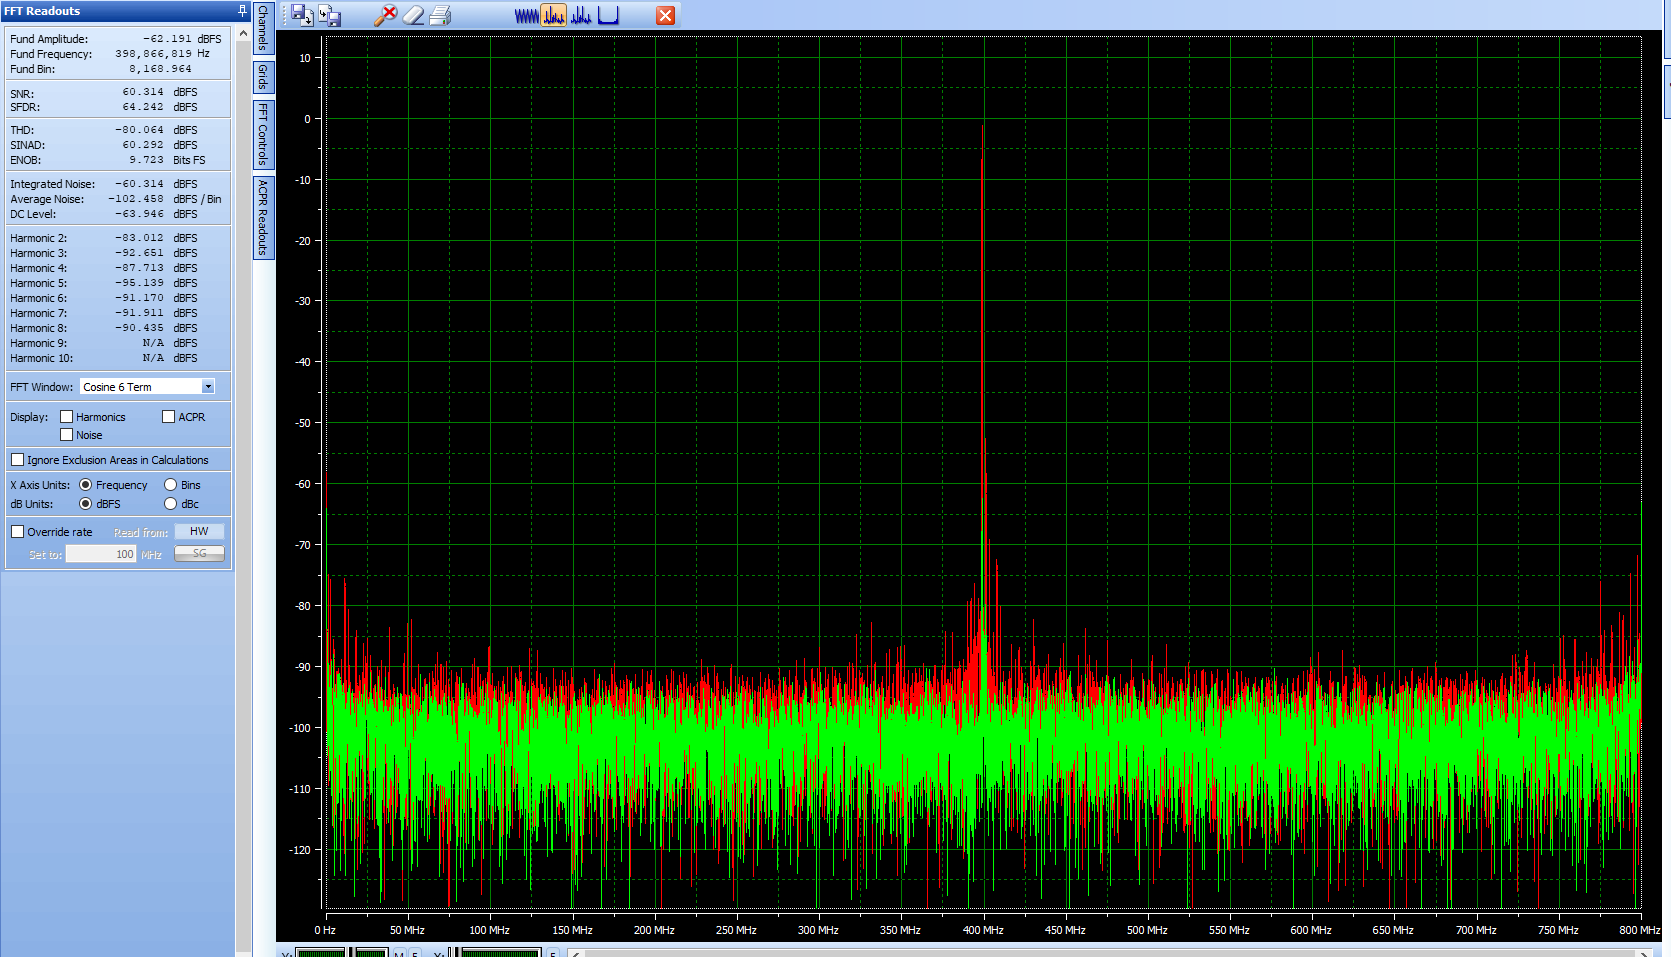 FFT Readouts
Fund Amplitude: -62.191 dBFS
Fund Frequency: 398,866,819 Hz
Fund Bin: 8,168.964
SNR: 60.314 dBFS
SFDR: 64.242 dBFS
THD: -80.064 dBFS
SINAD: 60.292 dBFS
ENOB: 9.723 Bits FS
Integrated Noise: -60.314 dBFS
Average Noise: -102.458 dBFS / Bin
DC Level: -63.946 dBFS
Harmonic 2: -83.012 dBFS
Harmonic 3: -92.651 dBFS
Harmonic 4: -87.713 dBFS
Harmonic 5: -95.139 dBFS
Harmonic 6: -91.170 dBFS
Harmonic 7: -91.911 dBFS
Harmonic 8: -90.435 dBFS
Harmonic 9: N/A dBFS
Harmonic 10: N/A dBFS
FFT Window: Cosine 6 Term
Display: Harmonics ACPR
Noise
Ignore Exclusion Areas in Calculations
X Axis Units: Frequency Bins
dB Units: dBFS dBc
Override rate Read from: HW
Set to: 100 MHz SG
Channels
Grids
FFT Controls
ACPR Readouts
10
0
-10
-20
-30
-40
-50
-60
-70
-80
-90
-100
-110
-120
0 Hz 50 MHz 100 MHz 150 MHz 200 MHz 250 MHz 300 MHz 350 MHz 400 MHz 450 MHz 500 MHz 550 MHz 600 MHz 650 MHz 700 MHz 750 MHz 800 MHz